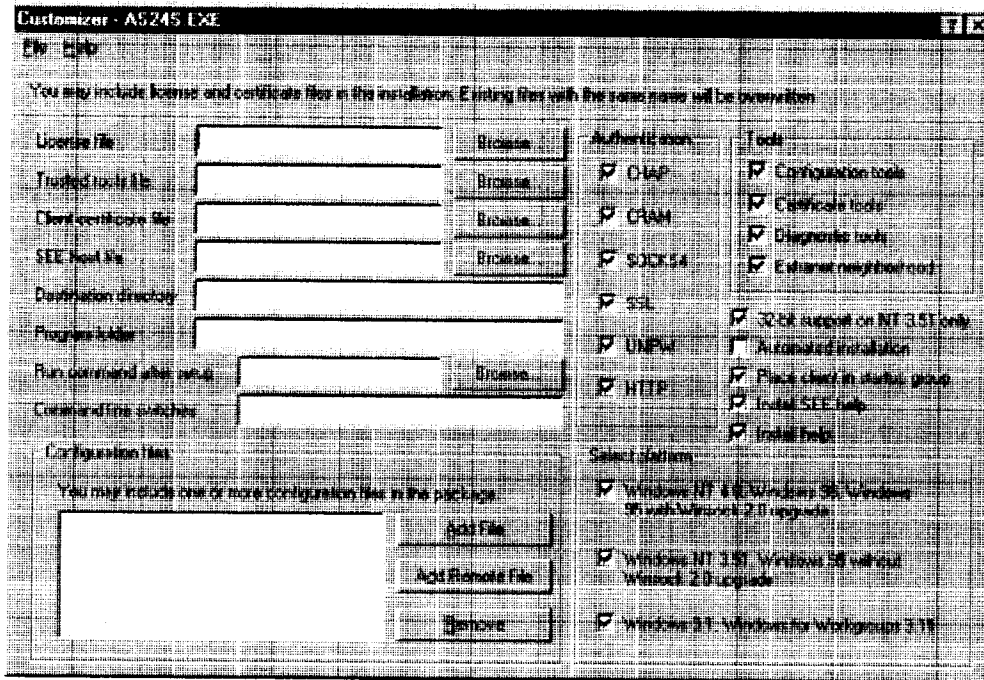 Customizer - AS245 EXE
File Help
You may include license and certificate files in the installation. Existing files with the same name will be overwritten
License file
Browse...
Trusted roots file
Browse...
Client certificate file
Browse...
SEE host file
Browse...
Destination directory
Program folder
Run command after setup
Browse...
Command line switches
Authentication
CHAP
CRAM
SOCKS4
SSL
UNPW
HTTP
Tools
Configuration tools
Certificate tools
Diagnostic tools
Extranet neighborhood
32-bit support on NT 3.51 only
Automated installation
Place client in startup group
Install SEE help
Install help
Configuration files
You may include one or more configuration files in the package.
Add File
Add Remote File
Remove
Select platform
Windows NT 4.0, Windows 98, Windows
95 with Winsock 2.0 upgrade
Windows NT 3.51, Windows 95 without
Winsock 2.0 upgrade
Windows 3.1, Windows for Workgroups 3.11